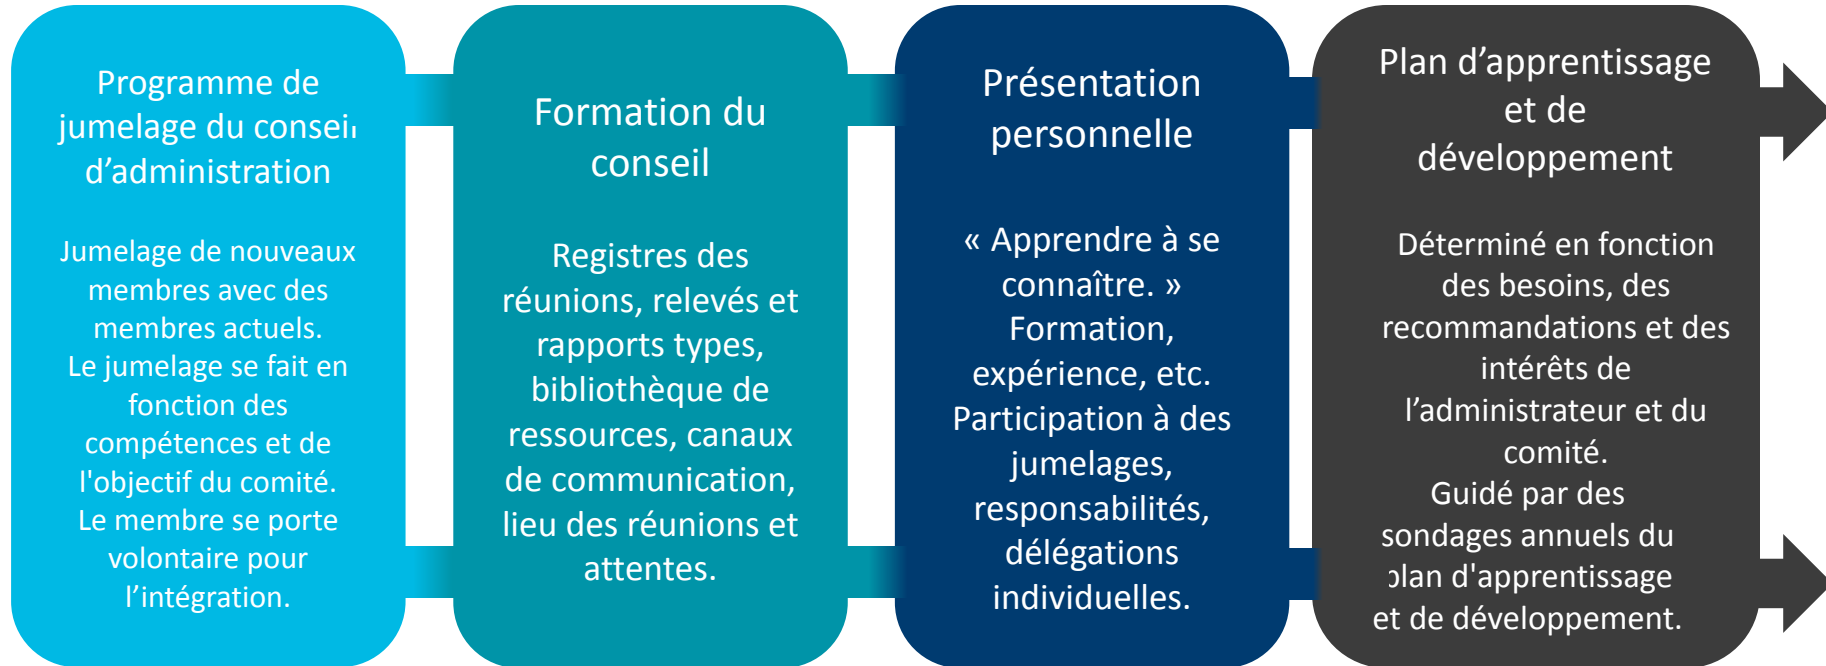 Programme de
jumelage du conseil
d’administration
Jumelage de nouveaux
membres avec des
membres actuels.
Le jumelage se fait en
fonction des
compétences et de
l'objectif du comité.
Le membre se porte
volontaire pour
l’intégration.
Formation du
conseil
Registres des
réunions, relevés et
rapports types,
bibliothèque de
ressources, canaux
de communication,
lieu des réunions et
attentes.
Présentation
personnelle
« Apprendre à se
connaître. »
Formation,
expérience, etc.
Participation à des
jumelages,
responsabilités,
délégations
individuelles.
Plan d’apprentissage
et de
développement
Déterminé en fonction
des besoins, des
recommandations et des
intérêts de
l’administrateur et du
comité.
Guidé par des
sondages annuels du
plan d'apprentissage
et de développement.